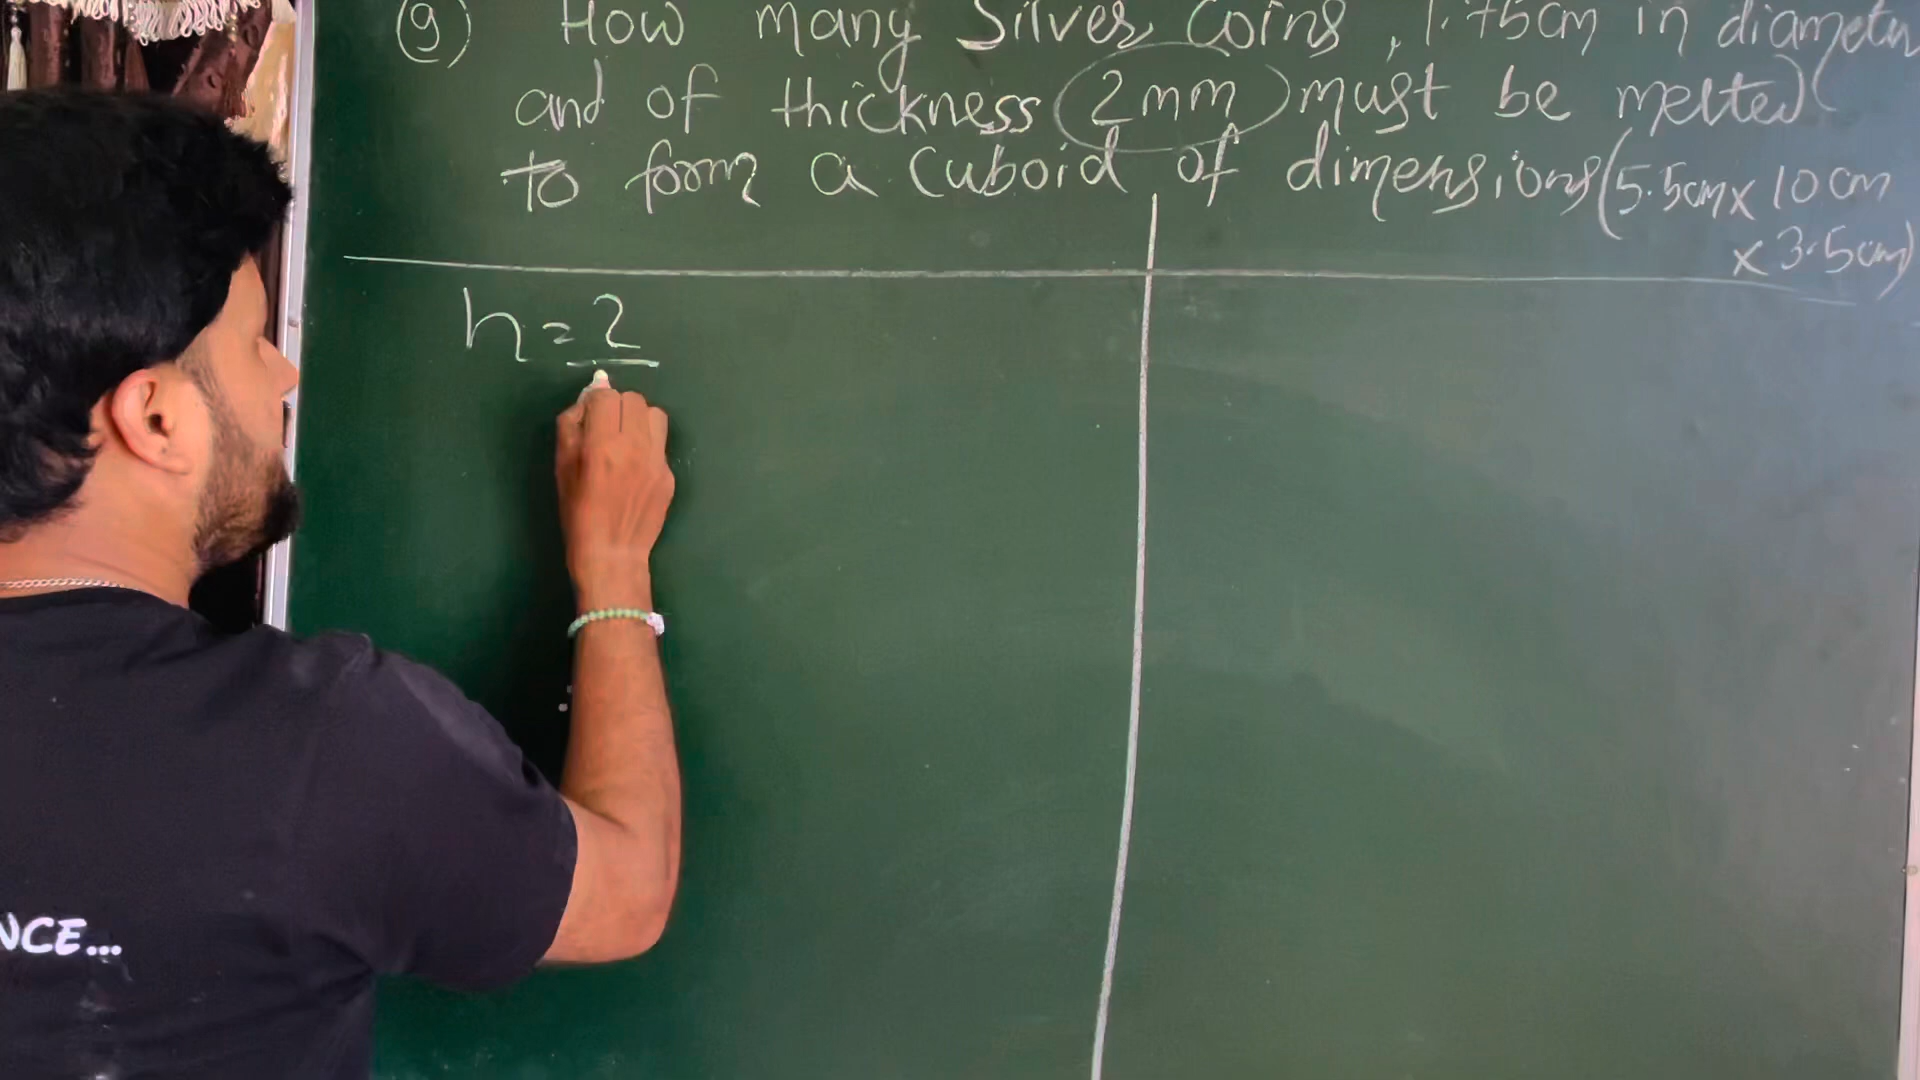 (9) How many Silver Coins, 1.75cm in diameter
and of thickness 2mm must be melted
to form a cuboid of dimensions (5.5cm x 10cm
x 3.5cm)
h = 2
NCE...